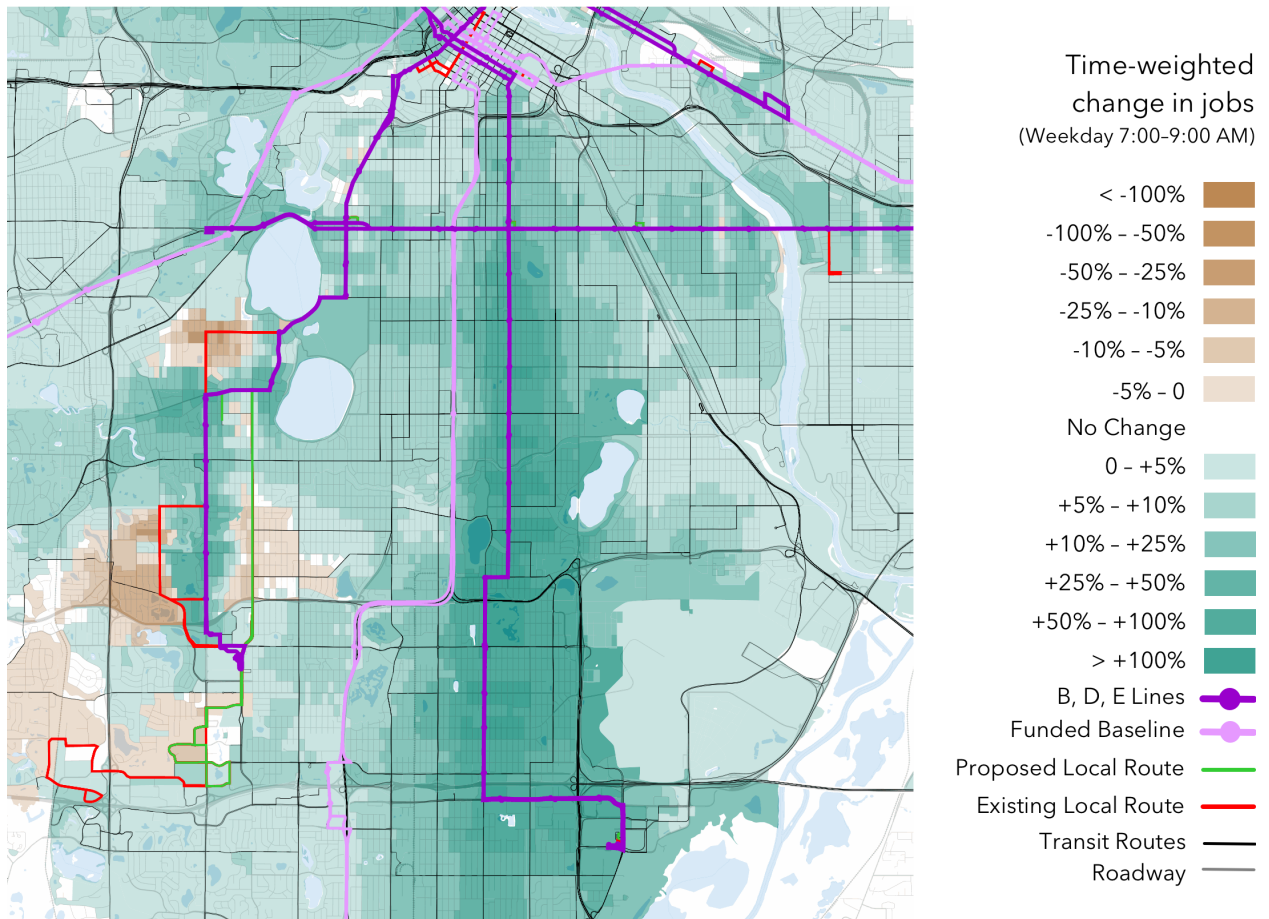 Time-weighted
change in jobs
(Weekday 7:00–9:00 AM)
< -100%
-100% – -50%
-50% – -25%
-25% – -10%
-10% – -5%
-5% – 0
No Change
0 – +5%
+5% – +10%
+10% – +25%
+25% – +50%
+50% – +100%
> +100%
B, D, E Lines
Funded Baseline
Proposed Local Route
Existing Local Route
Transit Routes
Roadway